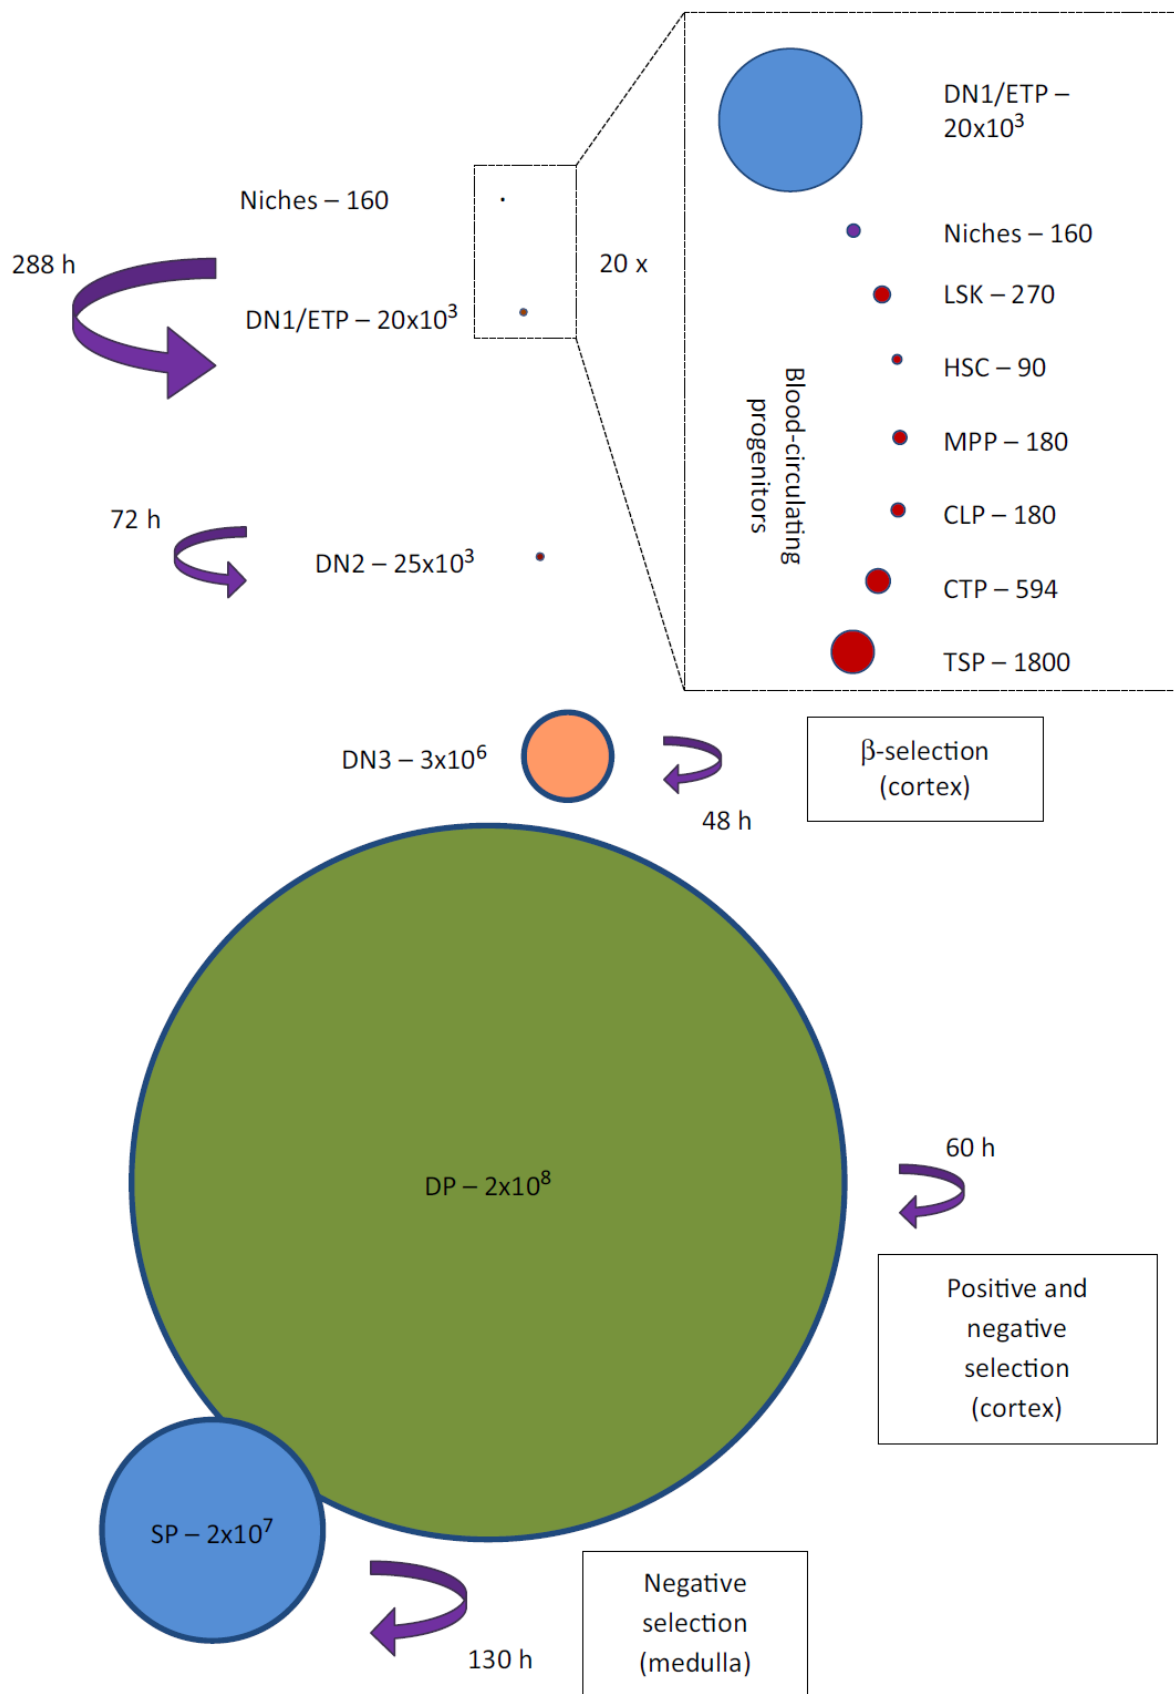 DN1/ETP –
20x10³
Niches – 160
288 h
20 x
Niches – 160
LSK – 270
DN1/ETP – 20x10³
HSC – 90
Blood-circulating
progenitors
MPP – 180
72 h
CLP – 180
DN2 – 25x10³
CTP – 594
TSP – 1800
DN3 – 3x10⁶
β-selection
(cortex)
48 h
60 h
DP – 2x10⁸
Positive and
negative
selection
(cortex)
SP – 2x10⁷
Negative
selection
(medulla)
130 h